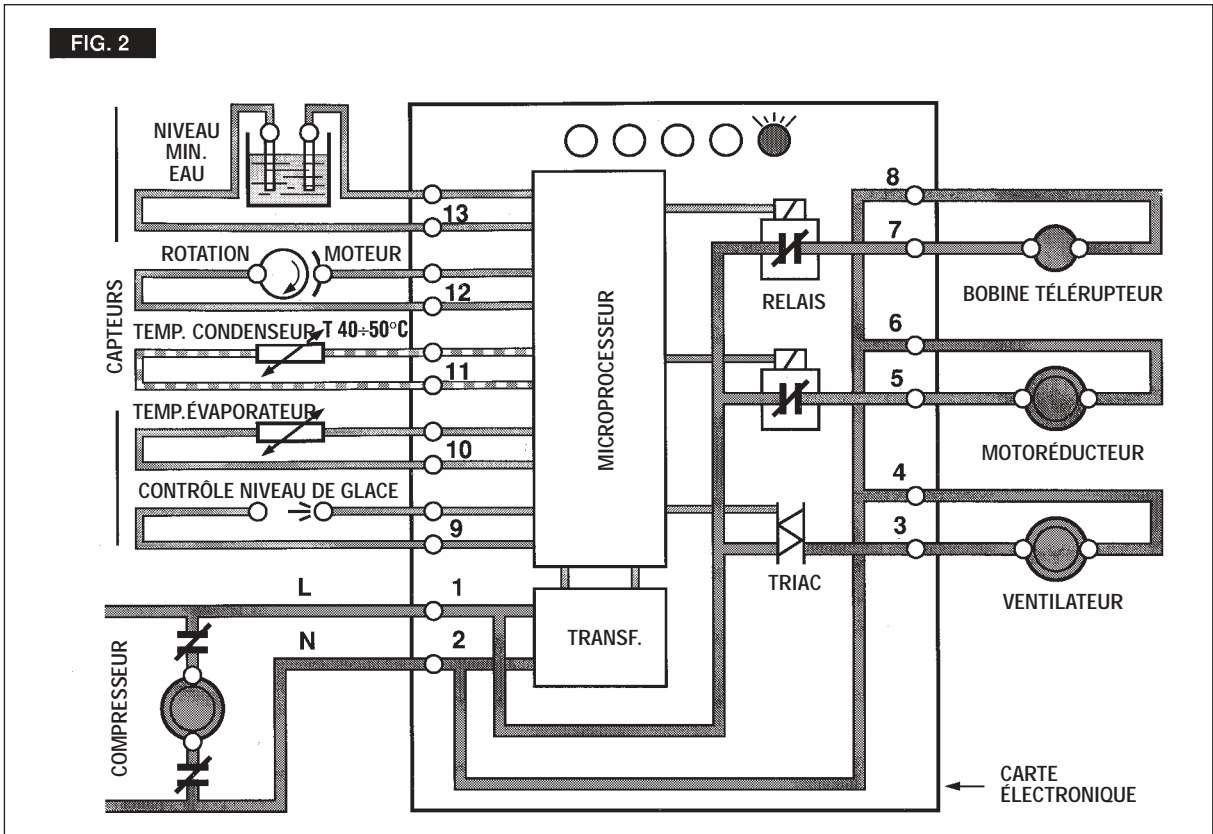 FIG. 2
NIVEAU
MIN.
EAU
13
ROTATION MOTEUR
12
TEMP. CONDENSEUR T 40÷50°C
11
TEMP.ÉVAPORATEUR
10
CONTRÔLE NIVEAU DE GLACE
9
CAPTEURS
L 1
N 2
COMPRESSEUR
MICROPROCESSEUR
TRANSF.
RELAIS
TRIAC
8
7
BOBINE TÉLÉRUPTEUR
6
5
MOTORÉDUCTEUR
4
3
VENTILATEUR
CARTE
ÉLECTRONIQUE